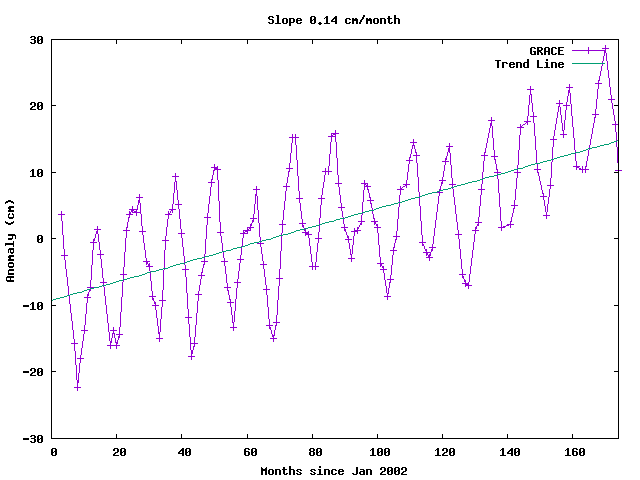 Slope 0.14 cm/month
30
GRACE
Trend Line
20
10
0
-10
-20
-30
Anomaly (cm)
0 20 40 60 80 100 120 140 160
Months since Jan 2002